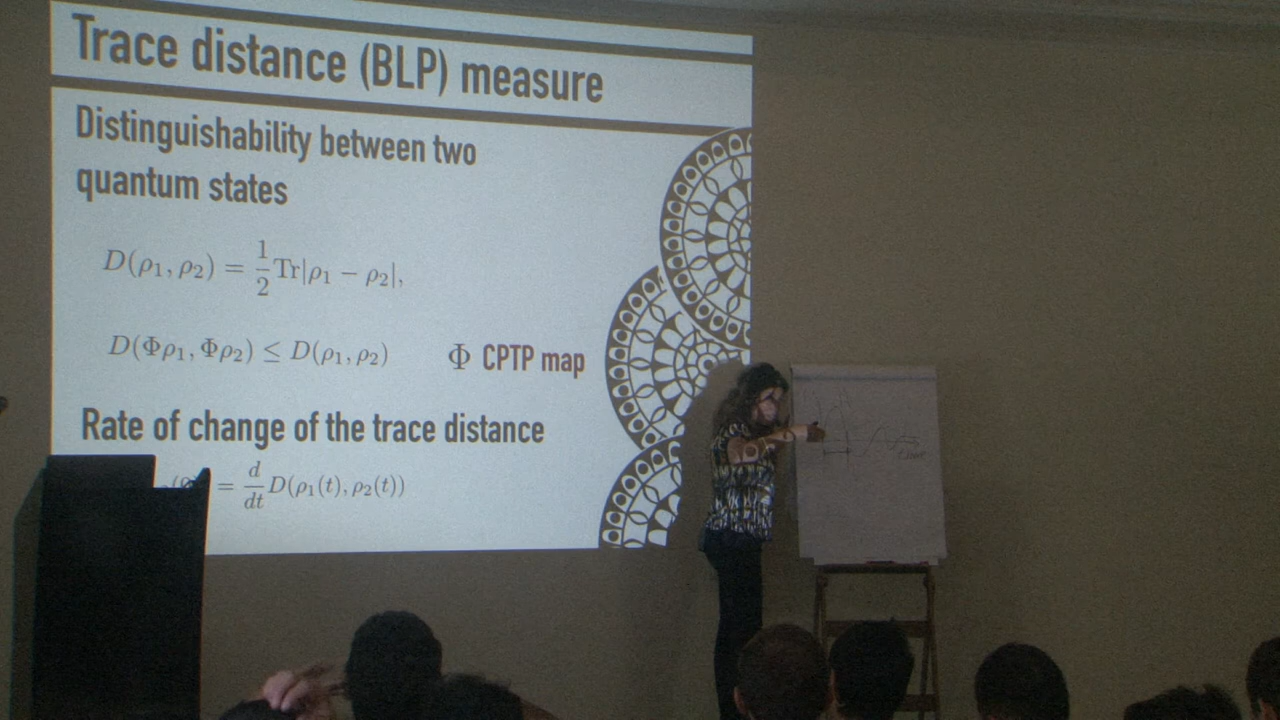 Trace distance (BLP) measure
Distinguishability between two
quantum states
D(ρ₁, ρ₂) = 1/2 Tr|ρ₁ − ρ₂|,
D(Φρ₁, Φρ₂) ≤ D(ρ₁, ρ₂) Φ CPTP map
Rate of change of the trace distance
= d/dt D(ρ₁(t), ρ₂(t))
time